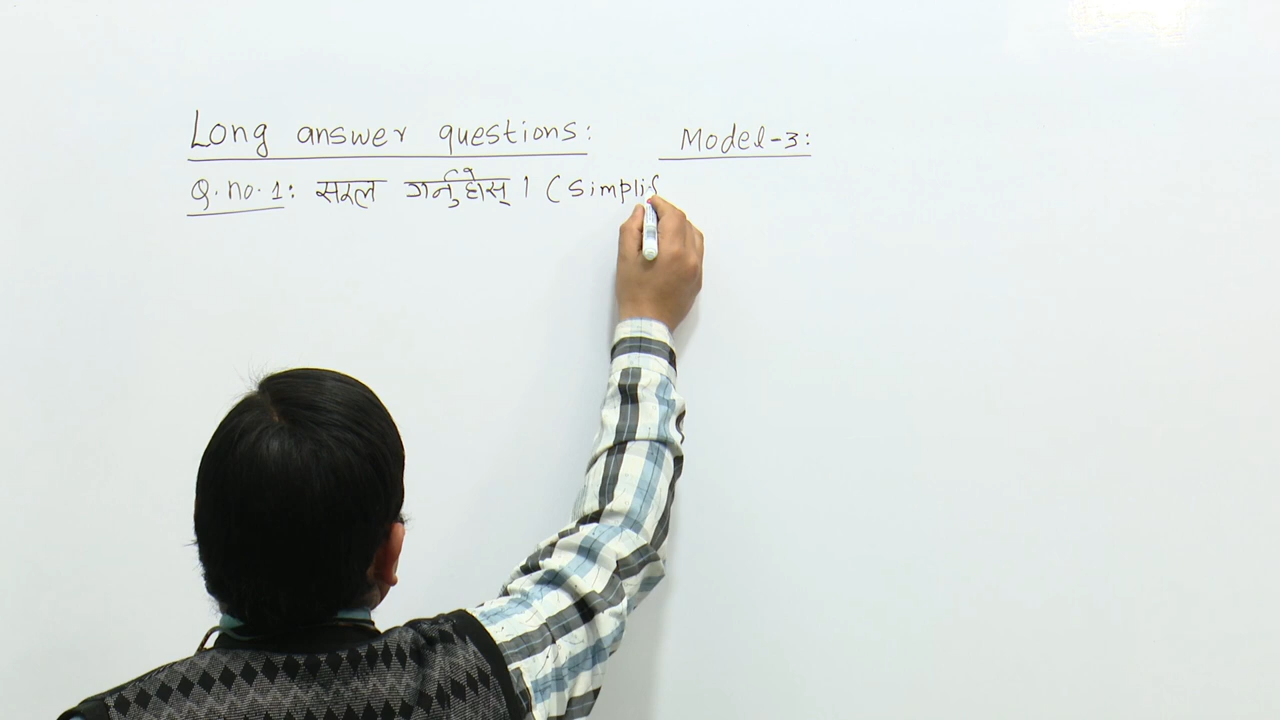 Long answer questions: Model-3:
Q.no.1: सरल गर्नुहोस् । (Simplif